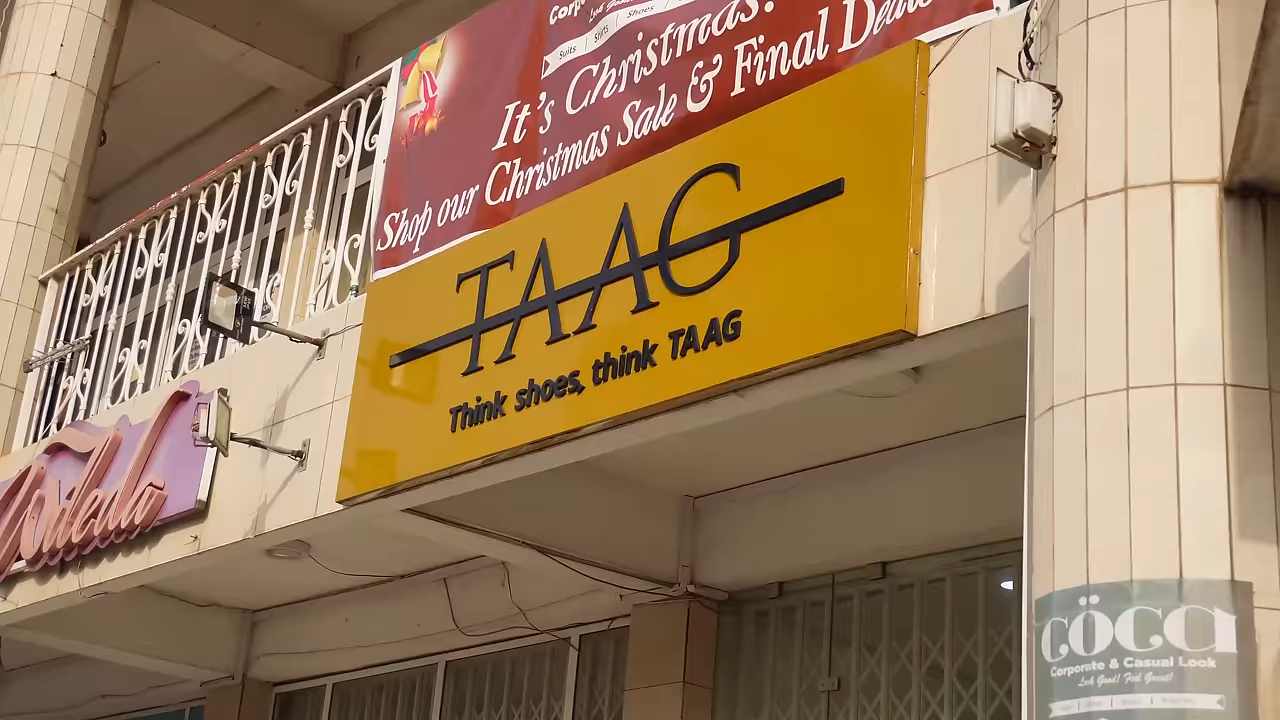 Suits | Shirts | Shoes
It's Christmas!
Shop our Christmas Sale & Final Deals
TAAG
Think shoes, think TAAG
CÖCCI
Corporate & Casual Look
Look Good! Feel Great!